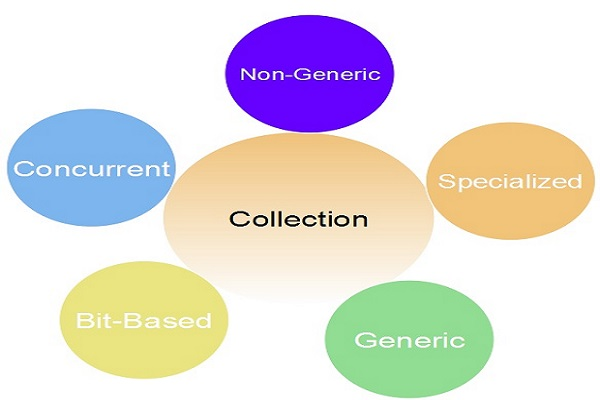 Non-Generic
Concurrent
Specialized
Collection
Bit-Based
Generic